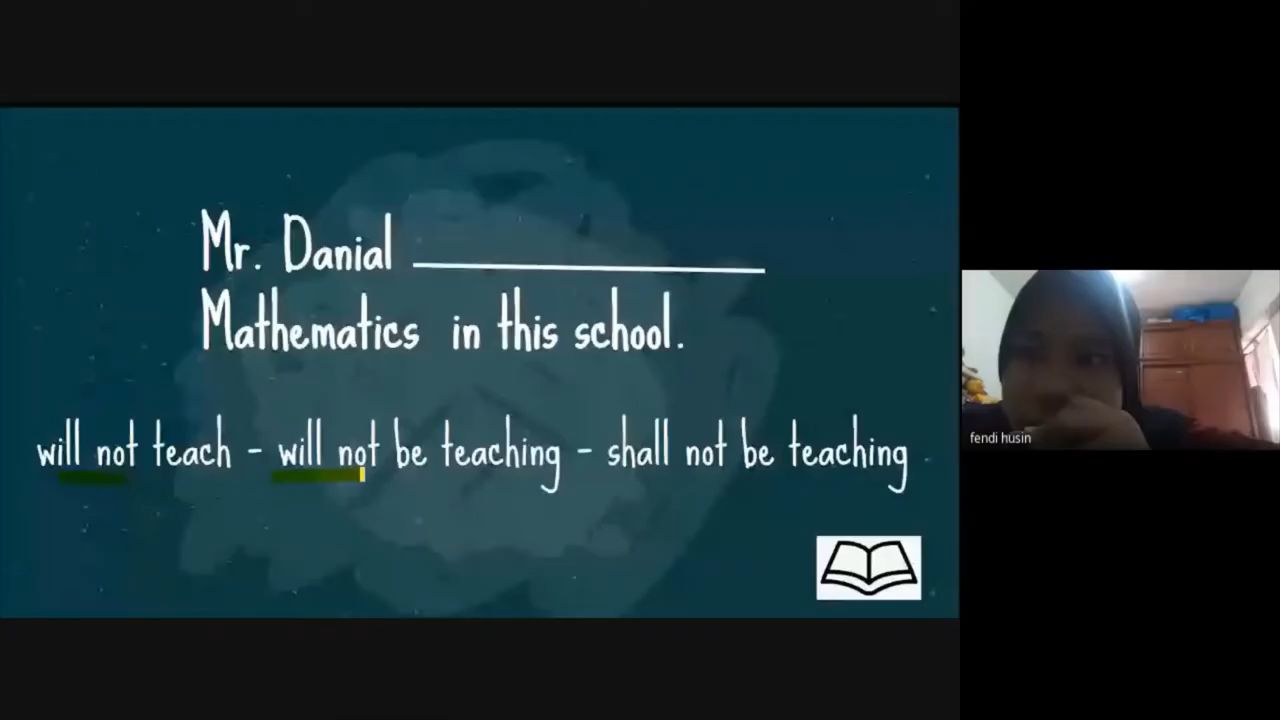 Mr. Danial
Mathematics in this school.
will not teach - will not be teaching - shall not be teaching
fendi husin